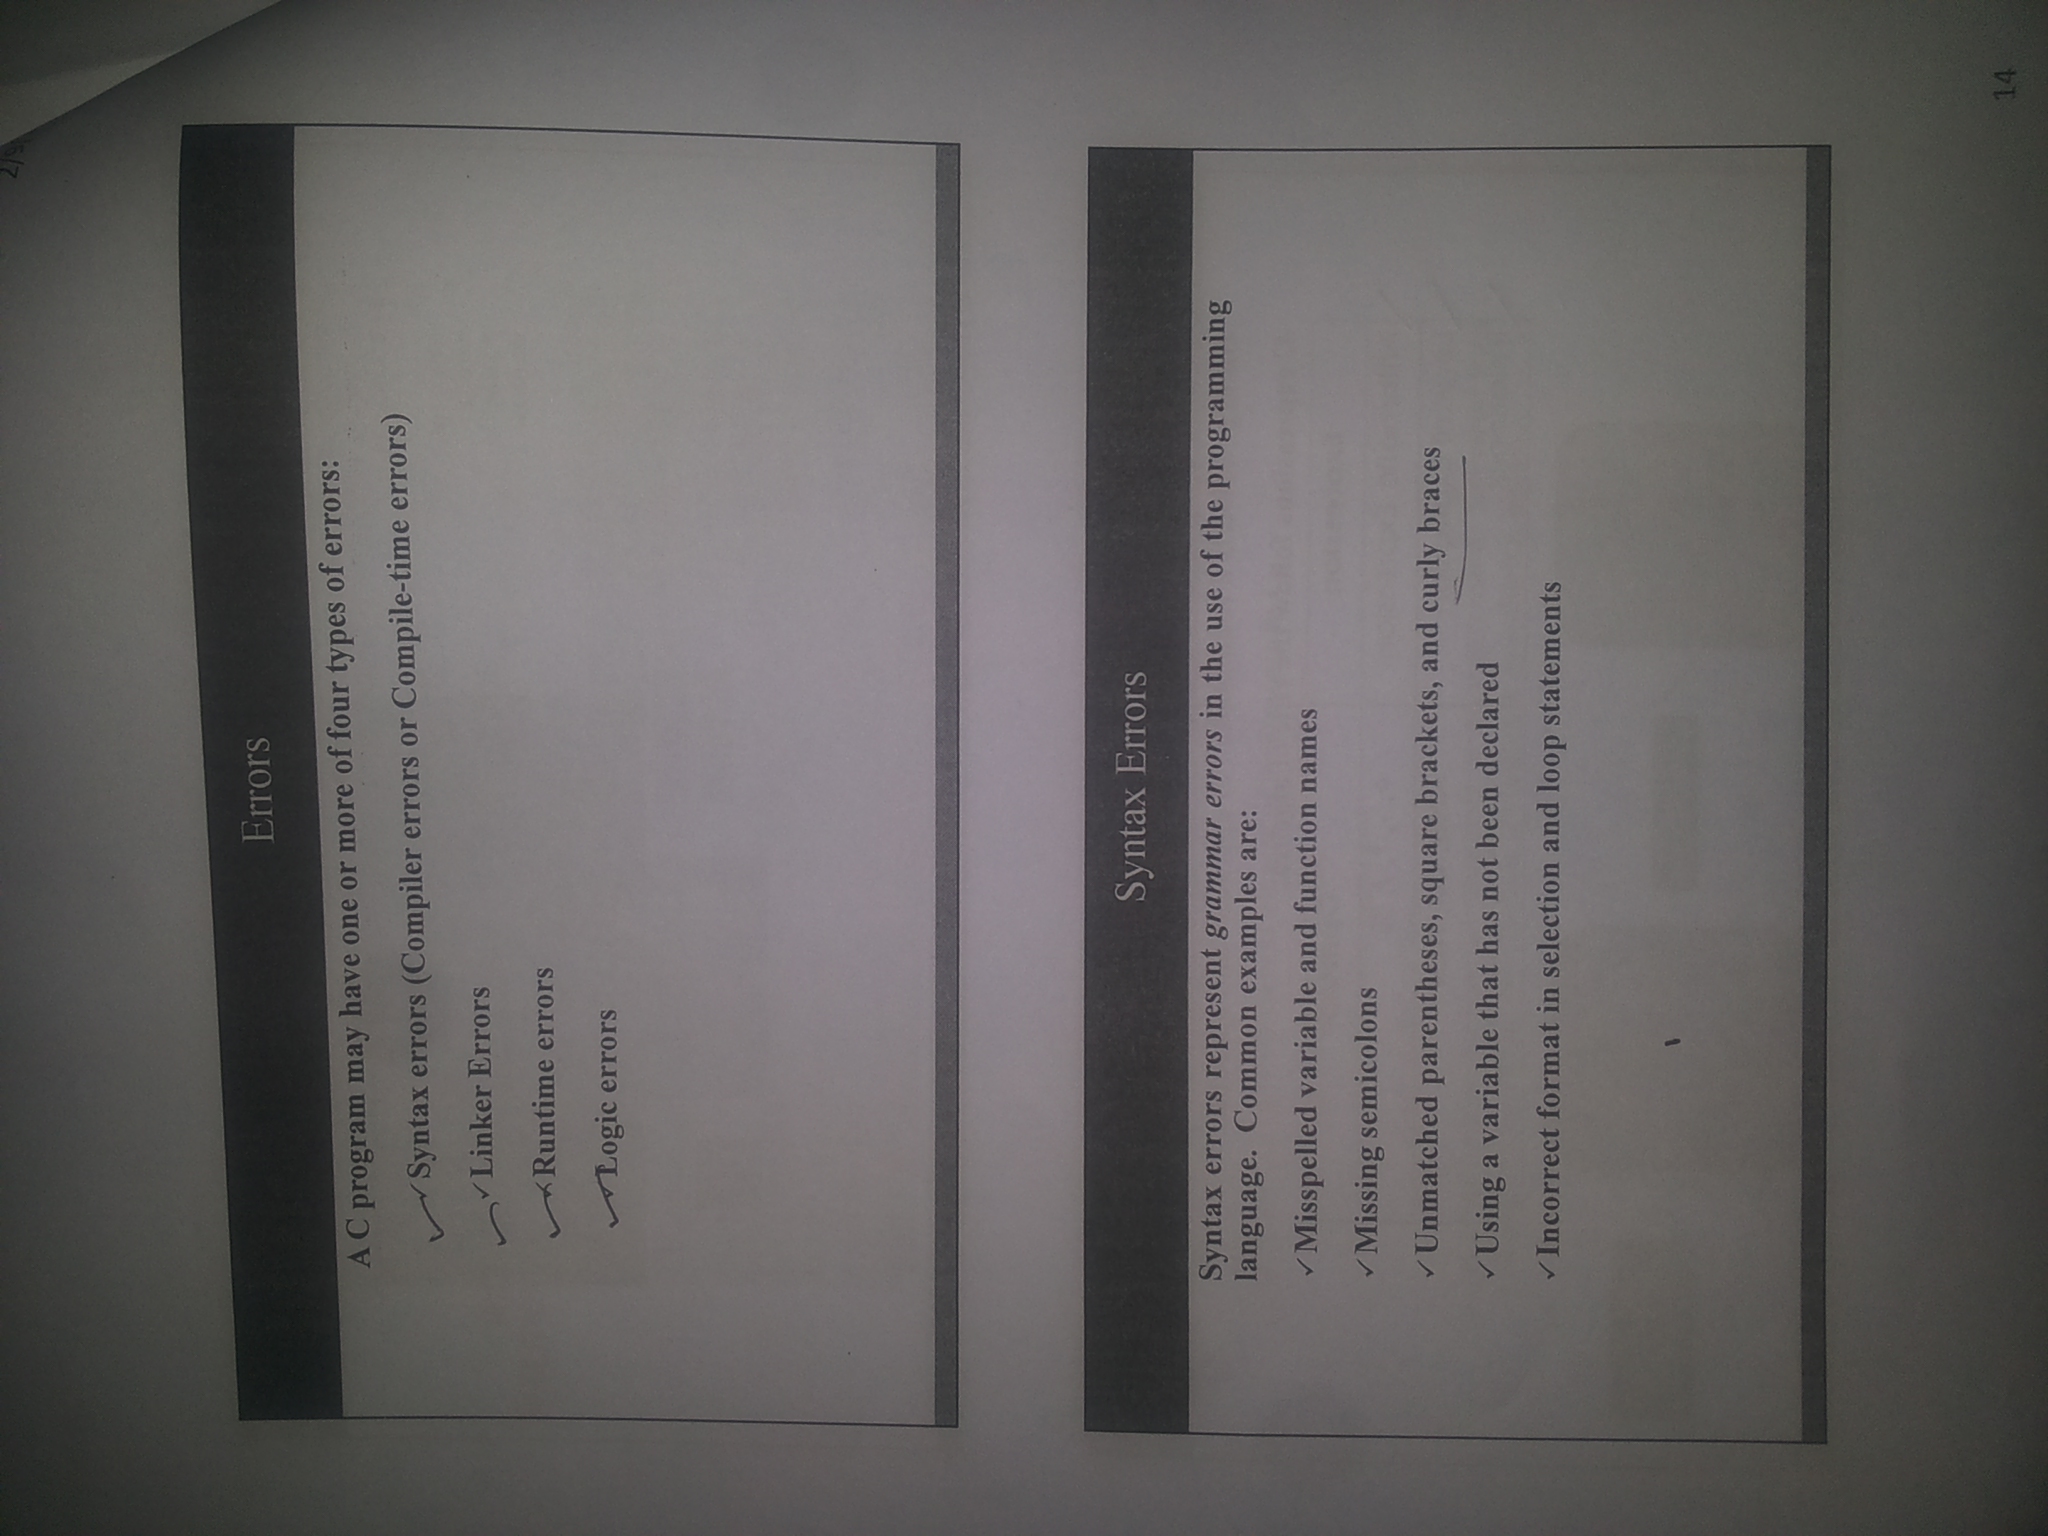 Errors
A C program may have one or more of four types of errors:
✓Syntax errors (Compiler errors or Compile-time errors)
✓Linker Errors
✓Runtime errors
✓Logic errors
Syntax Errors
Syntax errors represent grammar errors in the use of the programming
language. Common examples are:
✓Misspelled variable and function names
✓Missing semicolons
✓Unmatched parentheses, square brackets, and curly braces
✓Using a variable that has not been declared
✓Incorrect format in selection and loop statements
14